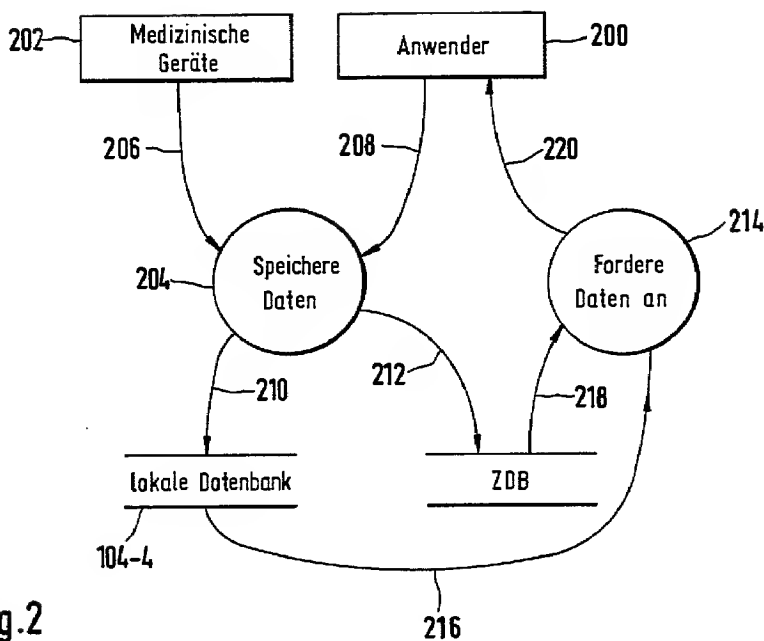 202
Medizinische
Geräte
Anwender
200
206
208
220
214
204
Speichere
Daten
Fordere
Daten an
210
212
218
lokale Datenbank
ZDB
104-4
216
g.2